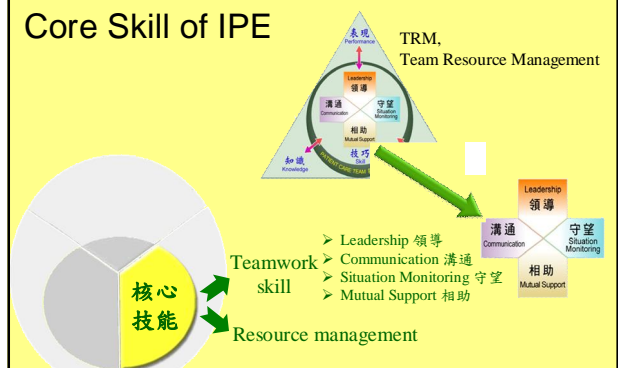 Core Skill of IPE
TRM,
Team Resource Management
表現
Performance
Leadership
領導
溝通
Communication
守望
Situation
Monitoring
相助
Mutual Support
知識
Knowledge
技巧
Skill
PATIENT CARE TEAM
Leadership
領導
溝通
Communication
守望
Situation
Monitoring
相助
Mutual Support
核心
技能
Teamwork
skill
➢ Leadership 領導
➢ Communication 溝通
➢ Situation Monitoring 守望
➢ Mutual Support 相助
Resource management